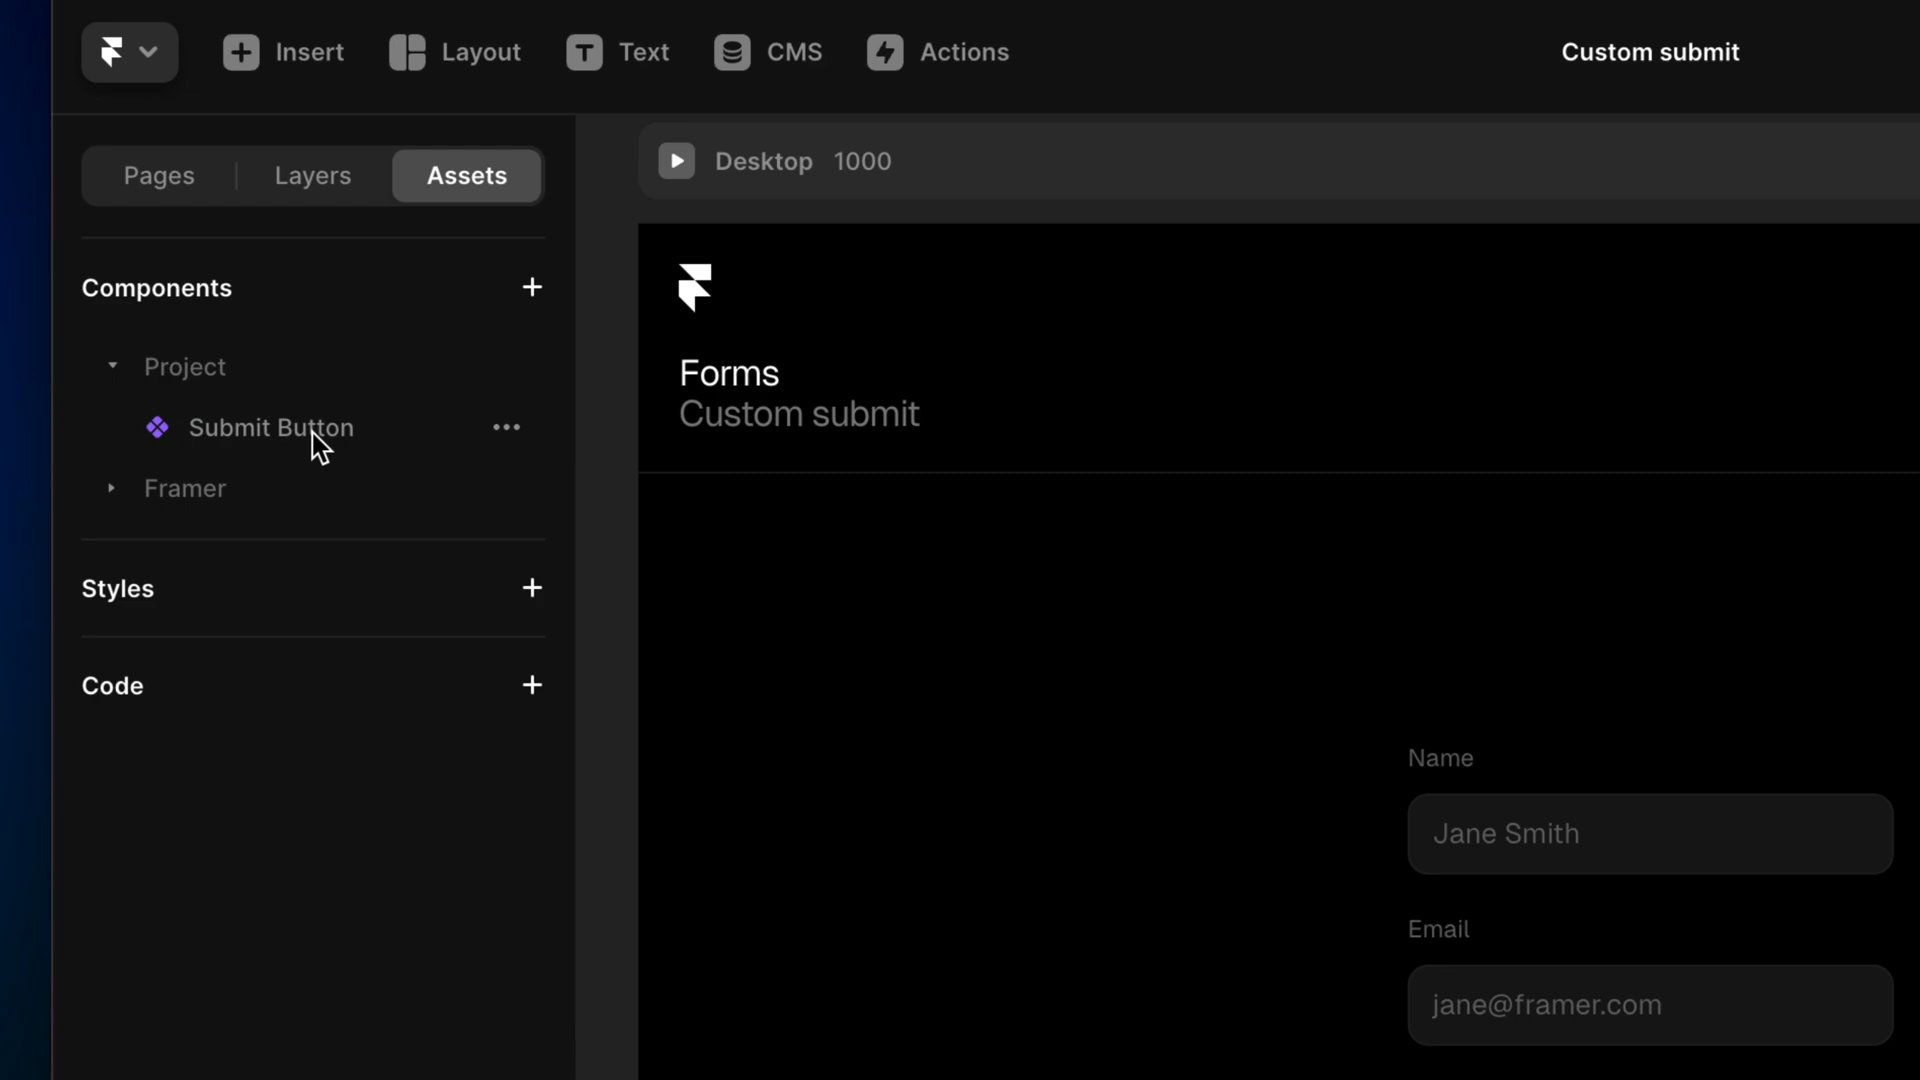 Insert
Layout
Text
CMS
Actions
Custom submit
Pages
Layers
Assets
Desktop 1000
Components
Project
Submit Button
Framer
Styles
Code
Forms
Custom submit
Name
Jane Smith
Email
jane@framer.com